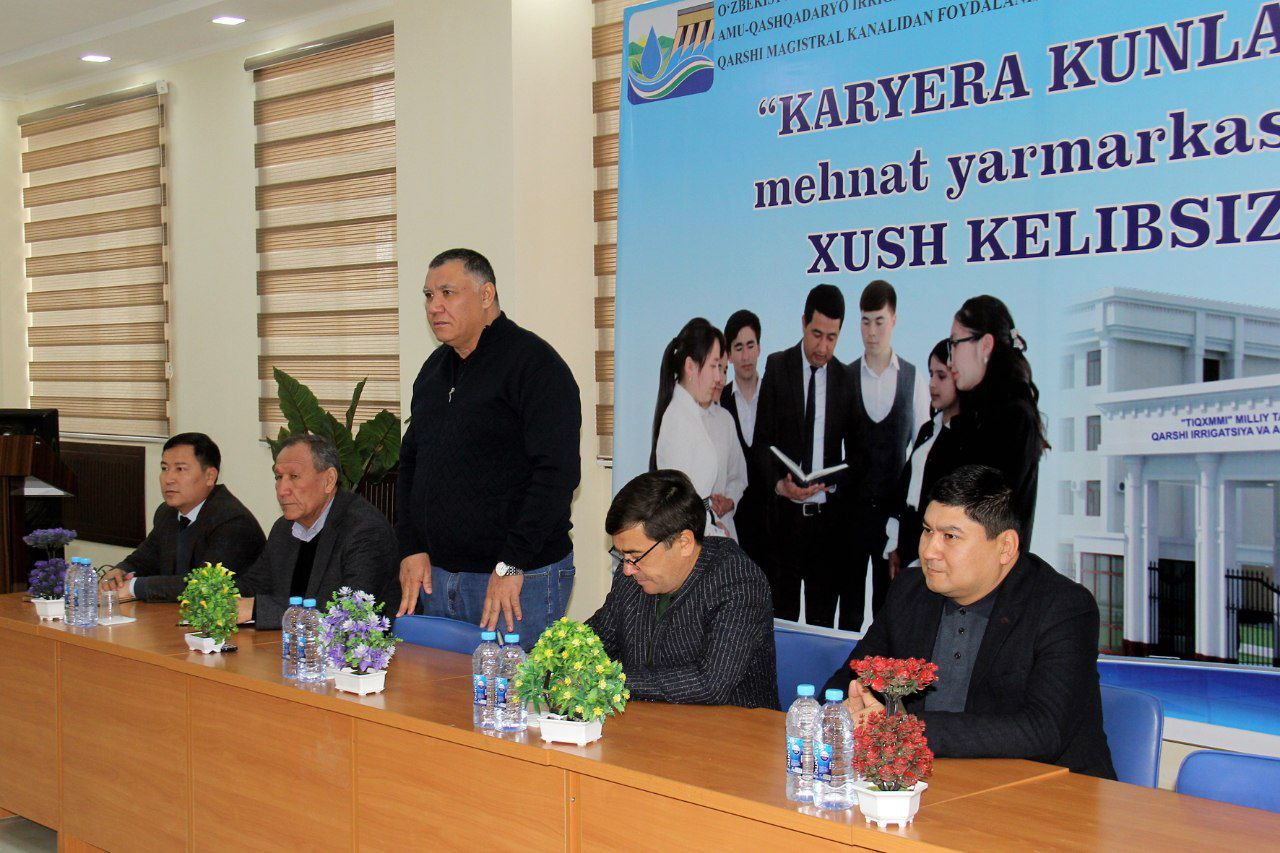 O'ZBEKIS
AMU-QASHQADARYO IRRIG
QARSHI MAGISTRAL KANALIDAN FOYDALANI
"KARYERA KUNLA
mehnat yarmarkas
XUSH KELIBSIZ
"TIQXMMI" MILLIY TA
QARSHI IRRIGATSIYA VA A